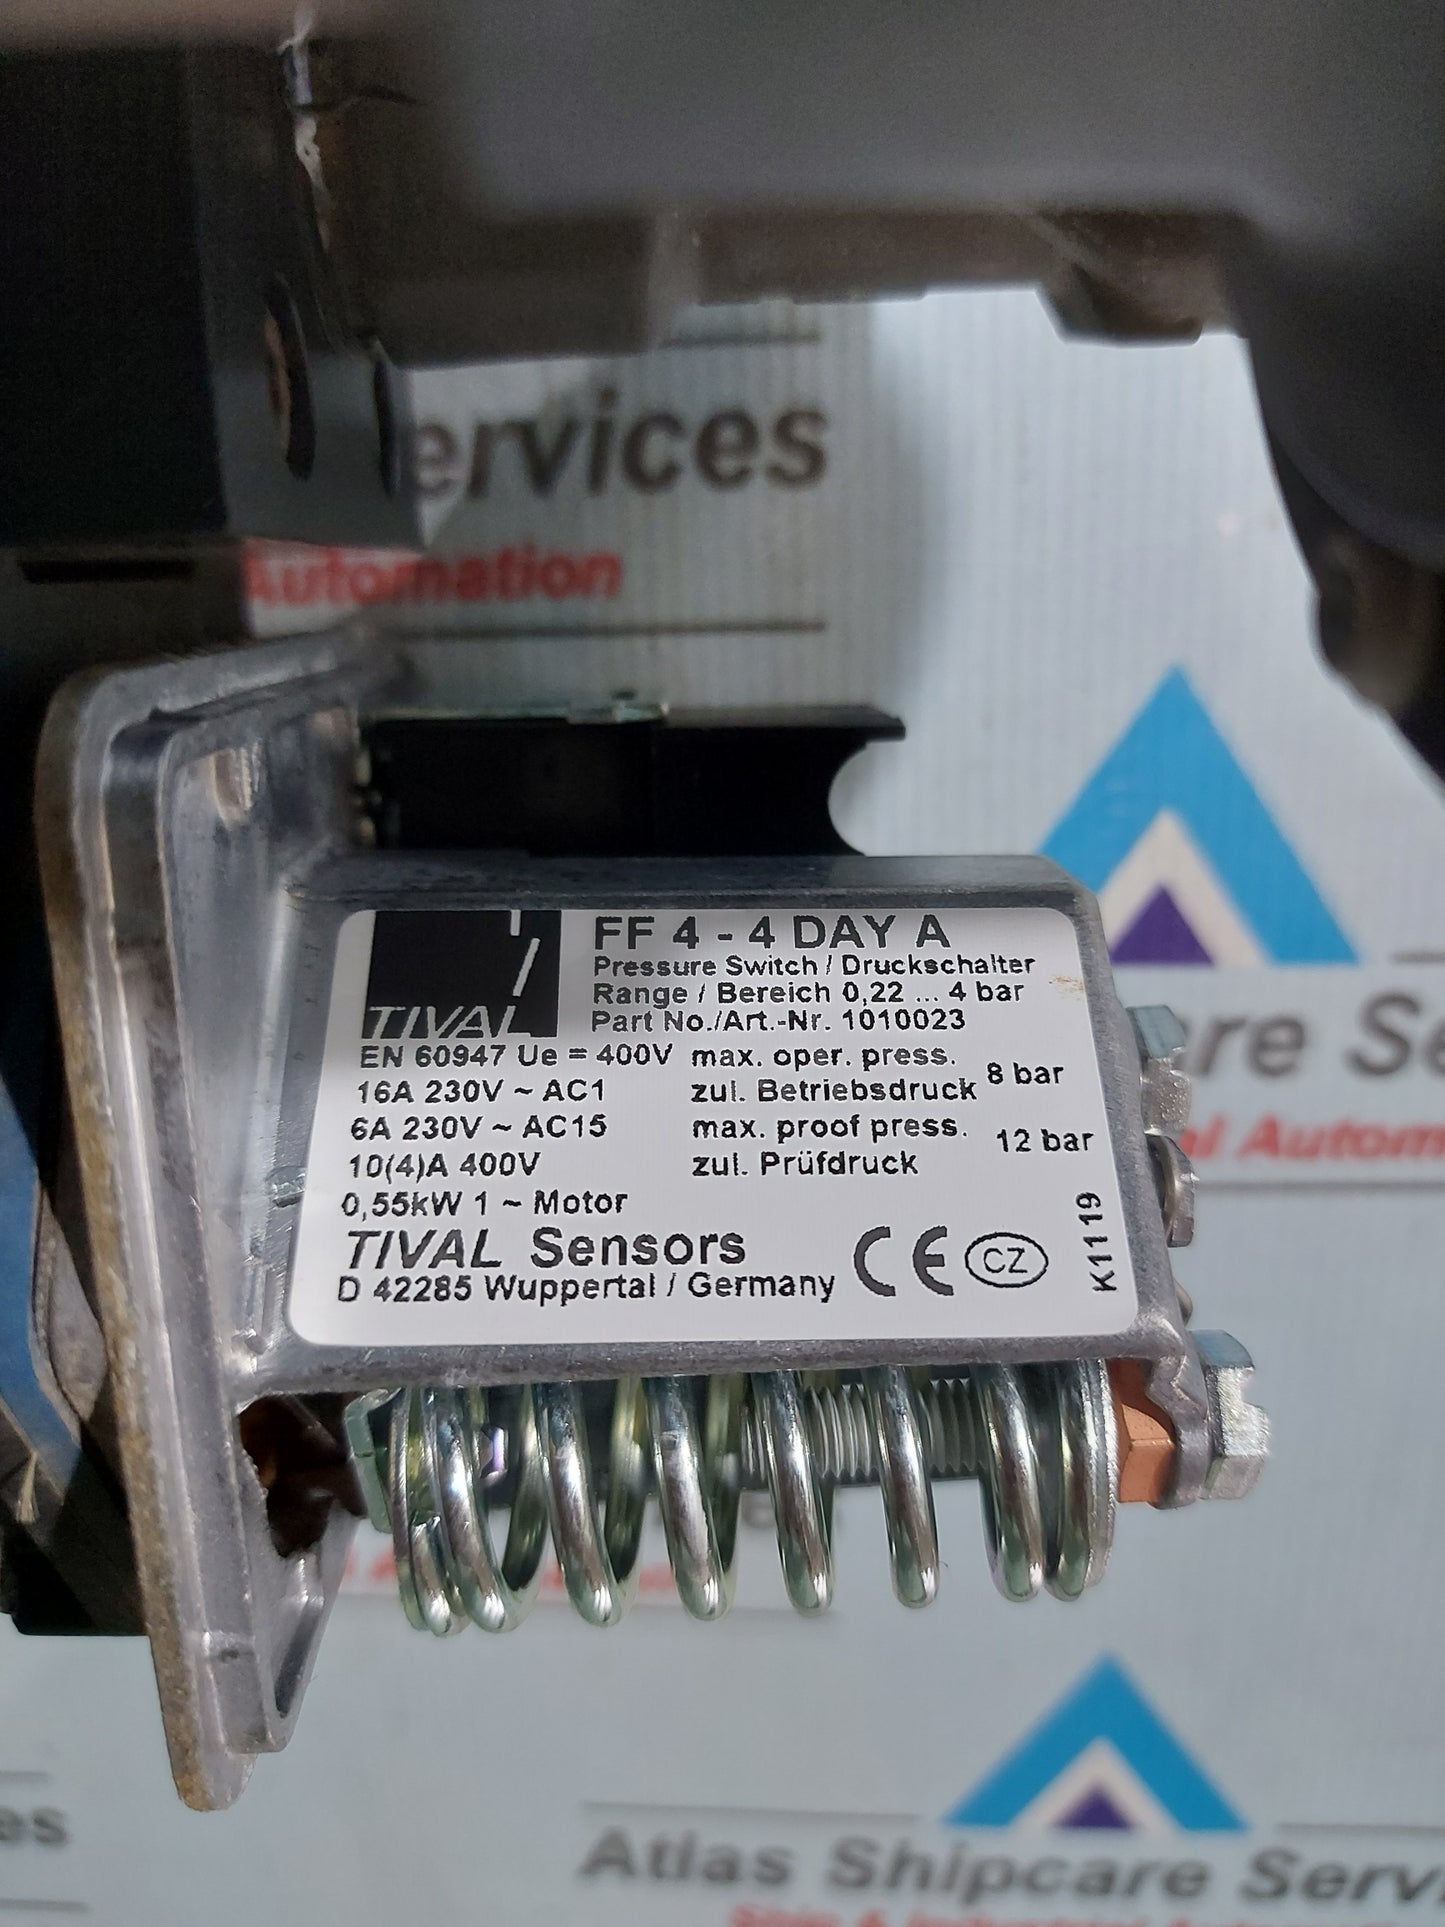 ervices
Automation
TIVAL
FF 4 - 4 DAY A
Pressure Switch / Druckschalter
Range / Bereich 0,22 ... 4 bar
Part No./Art.-Nr. 1010023
EN 60947 Ue = 400V max. oper. press.
16A 230V ~ AC1 zul. Betriebsdruck 8 bar
6A 230V ~ AC15 max. proof press.
10(4)A 400V zul. Prüfdruck 12 bar
0,55kW 1 ~ Motor
TIVAL Sensors
D 42285 Wuppertal / Germany
CE CZ
K1119
are Se
al Autom
es
Atlas Shipcare Servi